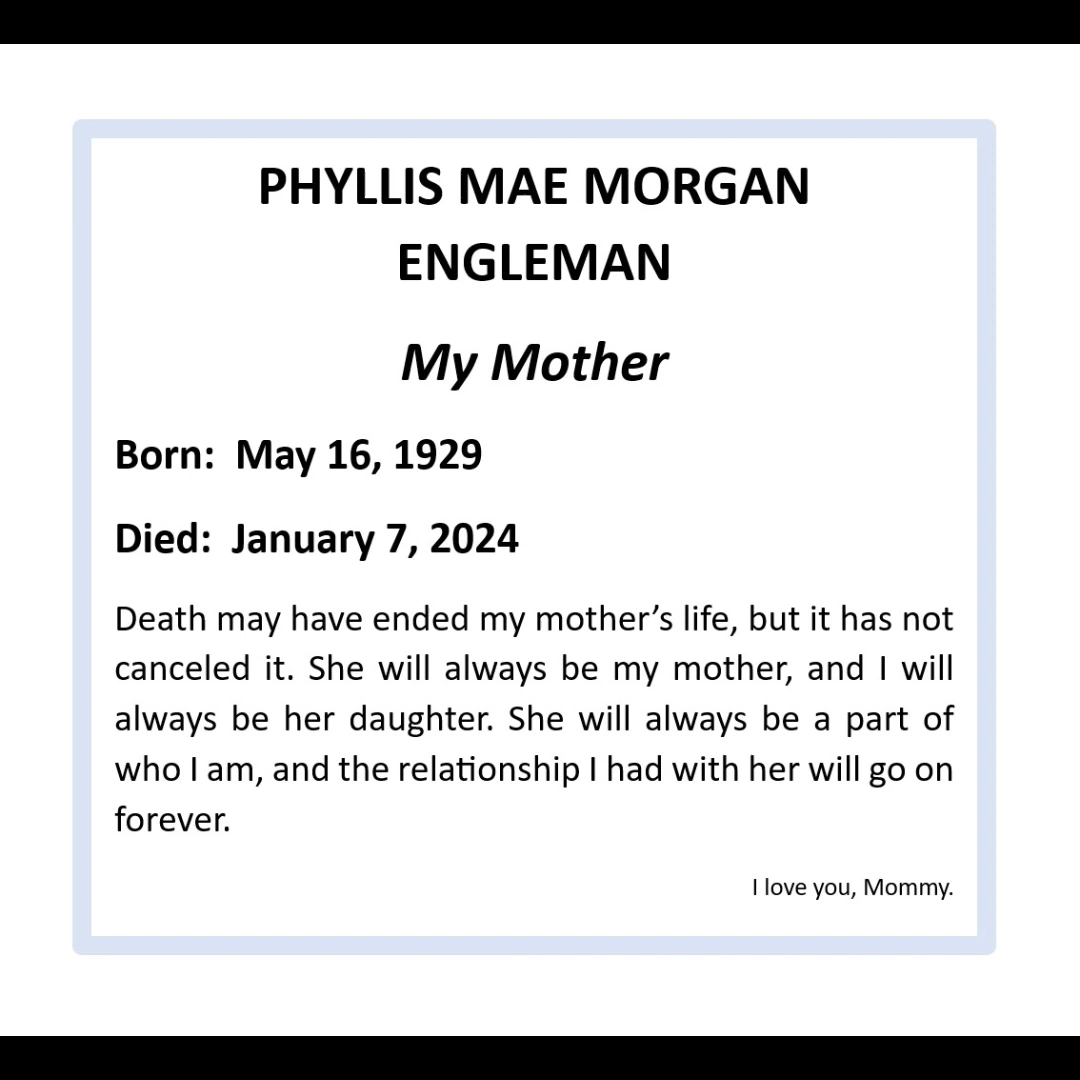 PHYLLIS MAE MORGAN
ENGLEMAN
My Mother
Born:  May 16, 1929
Died:  January 7, 2024
Death may have ended my mother’s life, but it has not
canceled it. She will always be my mother, and I will
always be her daughter. She will always be a part of
who I am, and the relationship I had with her will go on
forever.
I love you, Mommy.